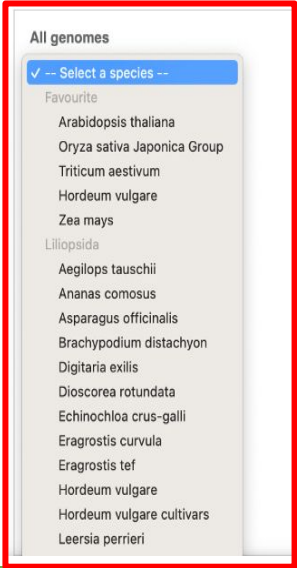 All genomes
✓ -- Select a species --
Favourite
Arabidopsis thaliana
Oryza sativa Japonica Group
Triticum aestivum
Hordeum vulgare
Zea mays
Liliopsida
Aegilops tauschii
Ananas comosus
Asparagus officinalis
Brachypodium distachyon
Digitaria exilis
Dioscorea rotundata
Echinochloa crus-galli
Eragrostis curvula
Eragrostis tef
Hordeum vulgare
Hordeum vulgare cultivars
Leersia perrieri